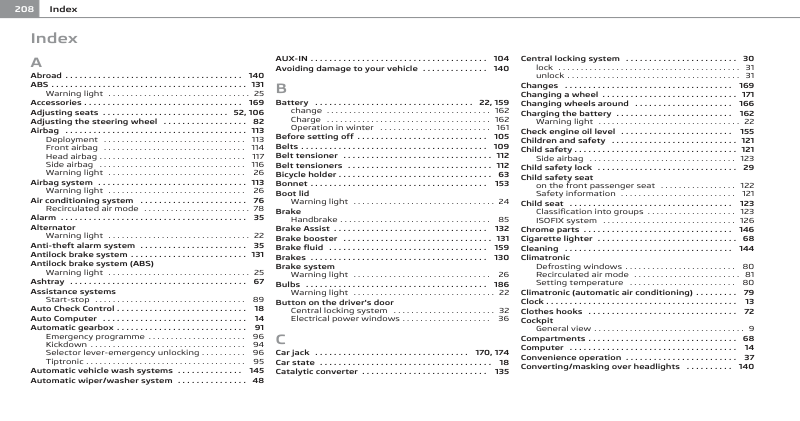 208 Index
Index
A
Abroad ........................................ 140
ABS ........................................ 131
Warning light ........................................ 25
Accessories ........................................ 169
Adjusting seats ........................................ 52, 106
Adjusting the steering wheel ........................................ 82
Airbag ........................................ 113
Deployment ........................................ 113
Front airbag ........................................ 114
Head airbag ........................................ 117
Side airbag ........................................ 116
Warning light ........................................ 26
Airbag system ........................................ 113
Warning light ........................................ 26
Air conditioning system ........................................ 76
Recirculated air mode ........................................ 78
Alarm ........................................ 35
Alternator
Warning light ........................................ 22
Anti-theft alarm system ........................................ 35
Antilock brake system ........................................ 131
Antilock brake system (ABS)
Warning light ........................................ 25
Ashtray ........................................ 67
Assistance systems
Start-stop ........................................ 89
Auto Check Control ........................................ 18
Auto Computer ........................................ 14
Automatic gearbox ........................................ 91
Emergency programme ........................................ 96
Kickdown ........................................ 94
Selector lever-emergency unlocking ........................................ 96
Tiptronic ........................................ 95
Automatic vehicle wash systems ........................................ 145
Automatic wiper/washer system ........................................ 48
AUX-IN ........................................ 104
Avoiding damage to your vehicle ........................................ 140
B
Battery ........................................ 22, 159
change ........................................ 162
Charge ........................................ 162
Operation in winter ........................................ 161
Before setting off ........................................ 105
Belts ........................................ 109
Belt tensioner ........................................ 112
Belt tensioners ........................................ 112
Bicycle holder ........................................ 63
Bonnet ........................................ 153
Boot lid
Warning light ........................................ 24
Brake
Handbrake ........................................ 85
Brake Assist ........................................ 132
Brake booster ........................................ 131
Brake fluid ........................................ 159
Brakes ........................................ 130
Brake system
Warning light ........................................ 26
Bulbs ........................................ 186
Warning light ........................................ 22
Button on the driver's door
Central locking system ........................................ 32
Electrical power windows ........................................ 36
C
Car jack ........................................ 170, 174
Car state ........................................ 18
Catalytic converter ........................................ 135
Central locking system ........................................ 30
lock ........................................ 31
unlock ........................................ 31
Changes ........................................ 169
Changing a wheel ........................................ 171
Changing wheels around ........................................ 166
Charging the battery ........................................ 162
Warning light ........................................ 22
Check engine oil level ........................................ 155
Children and safety ........................................ 121
Child safety ........................................ 121
Side airbag ........................................ 123
Child safety lock ........................................ 29
Child safety seat
on the front passenger seat ........................................ 122
Safety information ........................................ 121
Child seat ........................................ 123
Classification into groups ........................................ 123
ISOFIX system ........................................ 126
Chrome parts ........................................ 146
Cigarette lighter ........................................ 68
Cleaning ........................................ 144
Climatronic
Defrosting windows ........................................ 80
Recirculated air mode ........................................ 81
Setting temperature ........................................ 80
Climatronic (automatic air conditioning) ........................................ 79
Clock ........................................ 13
Clothes hooks ........................................ 72
Cockpit
General view ........................................ 9
Compartments ........................................ 68
Computer ........................................ 14
Convenience operation ........................................ 37
Converting/masking over headlights ........................................ 140